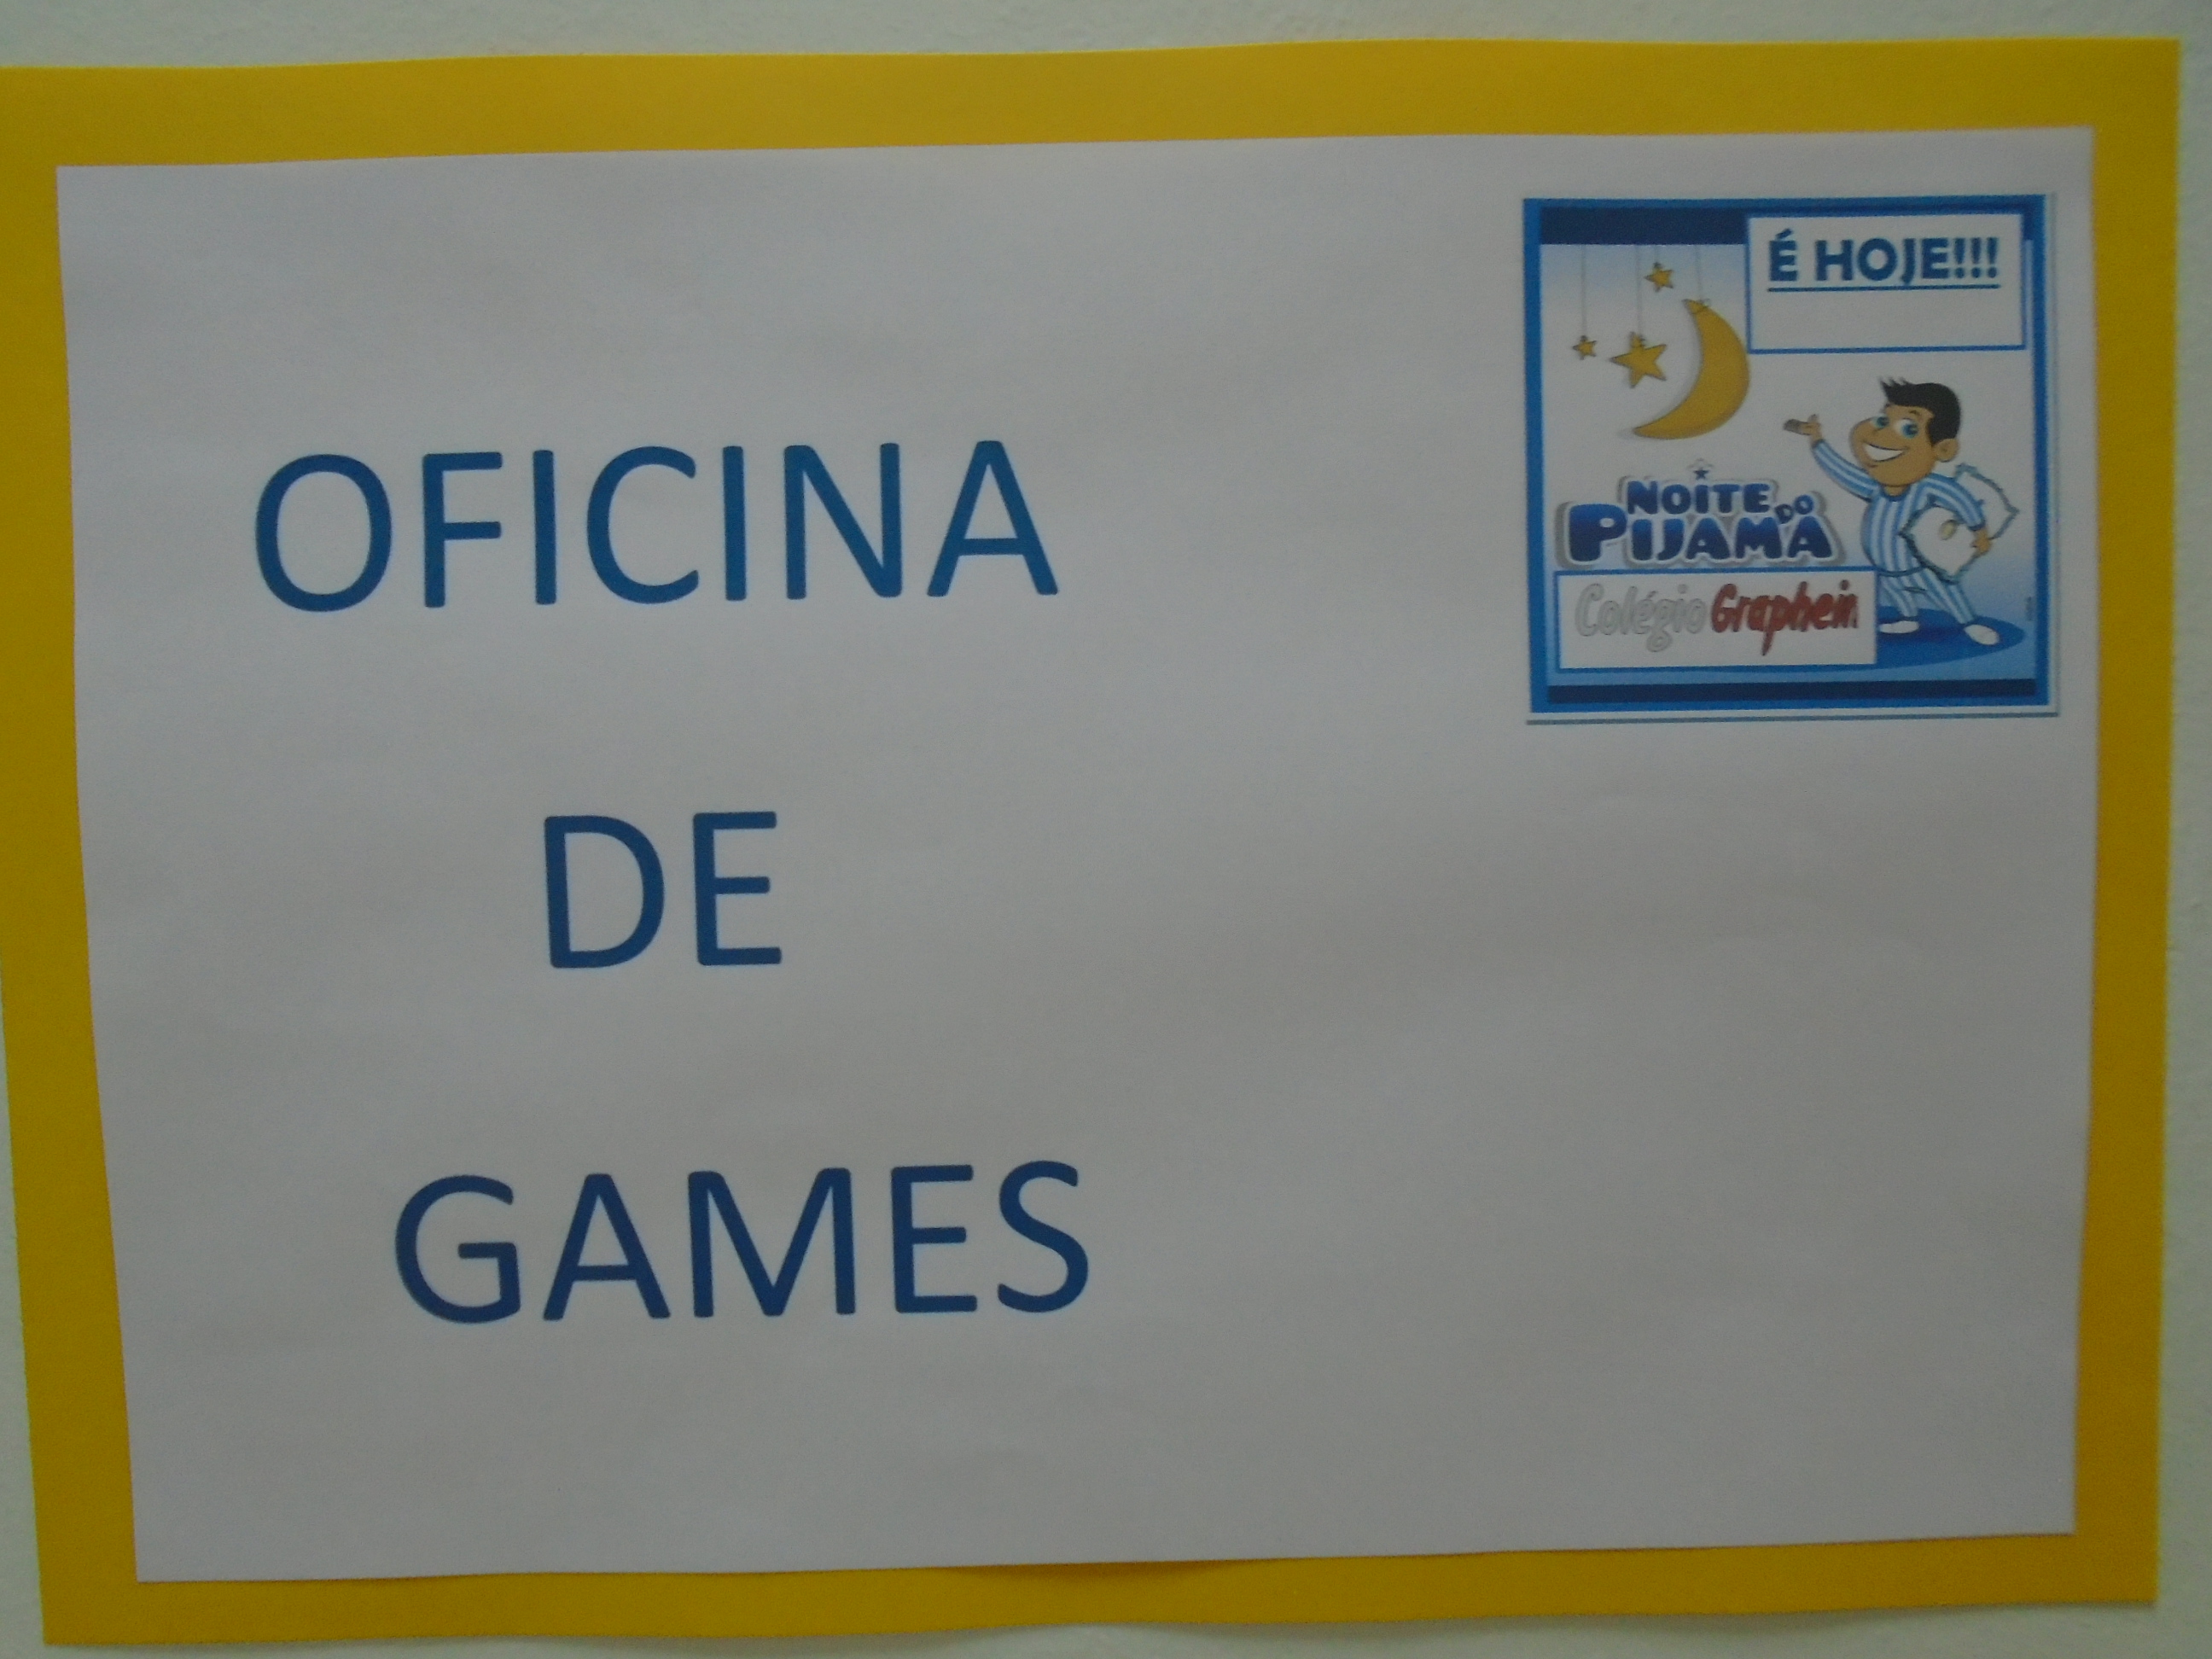 OFICINA
DE
GAMES
É HOJE!!!
NOITE DO
PIJAMA
Colégio Graphein